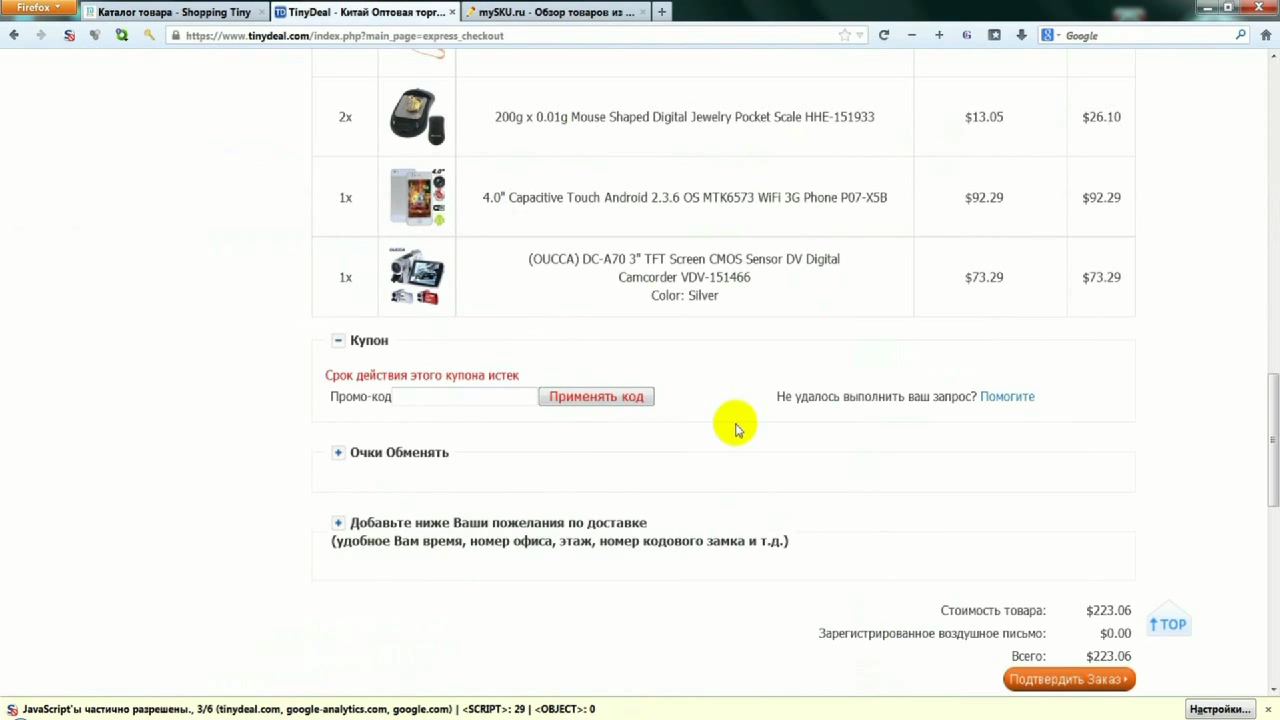 Firefox
Каталог товара - Shopping Tiny
TinyDeal - Китай Оптовая торг...
mySKU.ru - Обзор товаров из ...
https://www.tinydeal.com/index.php?main_page=express_checkout
Google
2x
200g x 0.01g Mouse Shaped Digital Jewelry Pocket Scale HHE-151933
$13.05
$26.10
1x
4.0" Capacitive Touch Android 2.3.6 OS MTK6573 WiFi 3G Phone P07-X5B
$92.29
$92.29
1x
(OUCCA) DC-A70 3" TFT Screen CMOS Sensor DV Digital
Camcorder VDV-151466
Color: Silver
$73.29
$73.29
Купон
Срок действия этого купона истек
Промо-код
Применять код
Не удалось выполнить ваш запрос? Помогите
Очки Обменять
Добавьте ниже Ваши пожелания по доставке
(удобное Вам время, номер офиса, этаж, номер кодового замка и т.д.)
Стоимость товара: $223.06
Зарегистрированное воздушное письмо: $0.00
Всего: $223.06
TOP
Подтвердить Заказ
JavaScript'ы частично разрешены., 3/6 (tinydeal.com, google-analytics.com, google.com) | <SCRIPT>: 29 | <OBJECT>: 0
Настройки...